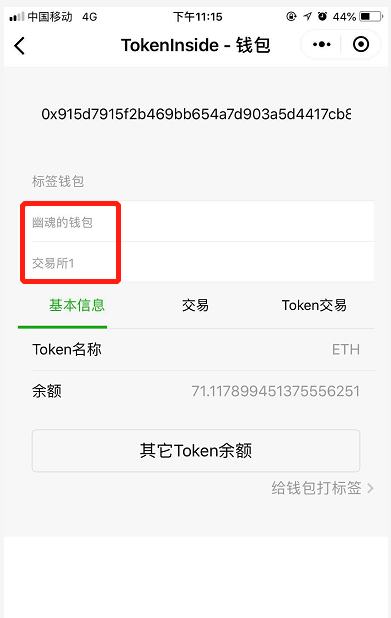 中国移动 4G 下午11:15 44%
TokenInside - 钱包
0x915d7915f2b469bb654a7d903a5d4417cb8
标签钱包
幽魂的钱包
交易所1
基本信息 交易 Token交易
Token名称 ETH
余额 71.117899451375556251
其它Token余额
给钱包打标签